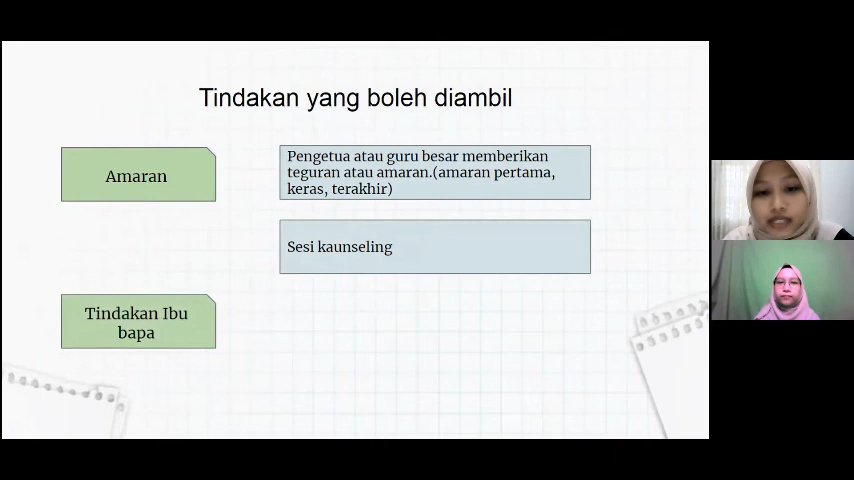 Tindakan yang boleh diambil
Amaran
Pengetua atau guru besar memberikan
teguran atau amaran.(amaran pertama,
keras, terakhir)
Sesi kaunseling
Tindakan Ibu
bapa